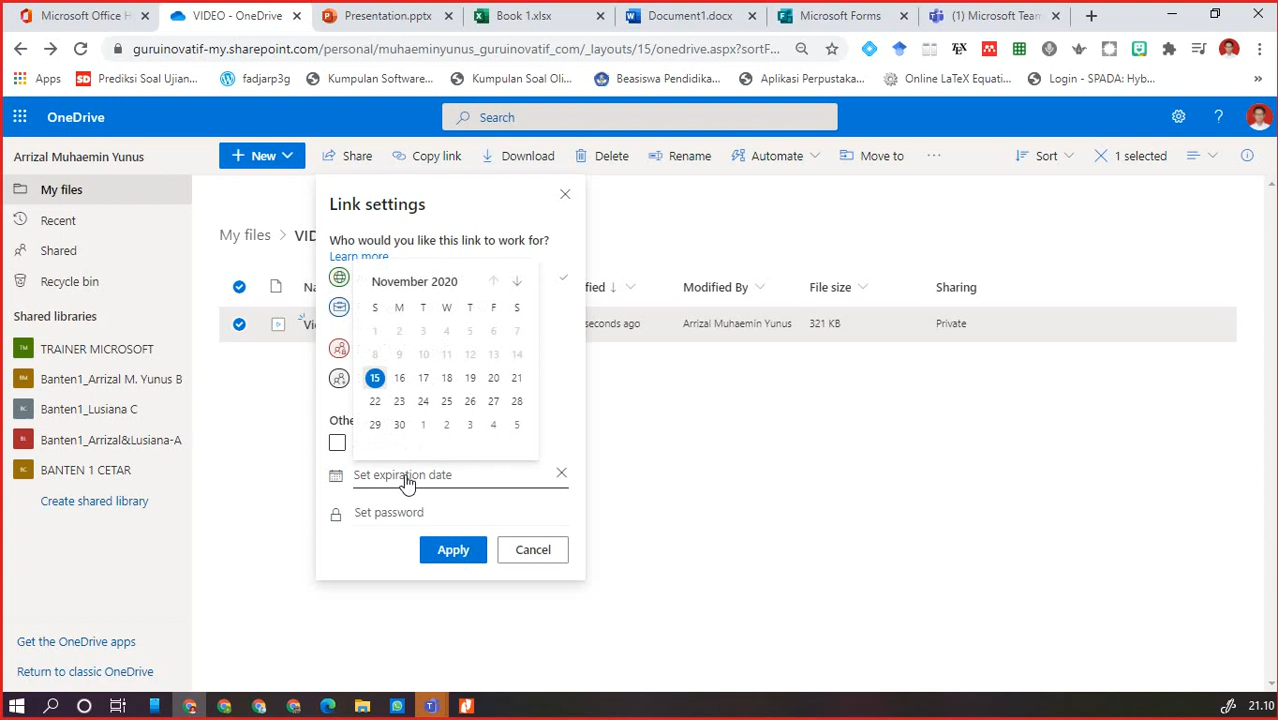 Microsoft Office H
VIDEO - OneDrive
Presentation.pptx
Book 1.xlsx
Document1.docx
Microsoft Forms
(1) Microsoft Team
guruinovatif-my.sharepoint.com/personal/muhaeminyunus_guruinovatif_com/_layouts/15/onedrive.aspx?sortF...
Apps
Prediksi Soal Ujian...
fadjarp3g
Kumpulan Software...
Kumpulan Soal Oli...
Beasiswa Pendidika...
Aplikasi Perpustaka...
Online LaTeX Equati...
Login - SPADA: Hyb...
OneDrive
Search
Arrizal Muhaemin Yunus
New
Share
Copy link
Download
Delete
Rename
Automate
Move to
Sort
1 selected
My files
Recent
Shared
Recycle bin
Shared libraries
TRAINER MICROSOFT
Banten1_Arrizal M. Yunus B
Banten1_Lusiana C
Banten1_Arrizal&Lusiana-A
BANTEN 1 CETAR
Create shared library
Get the OneDrive apps
Return to classic OneDrive
My files > VID
Na
fied
Modified By
File size
Sharing
Vi
seconds ago
Arrizal Muhaemin Yunus
321 KB
Private
Link settings
Who would you like this link to work for?
Learn more
November 2020
S M T W T F S
1 2 3 4 5 6 7
8 9 10 11 12 13 14
15 16 17 18 19 20 21
22 23 24 25 26 27 28
29 30 1 2 3 4 5
Othe
Set expiration date
Set password
Apply
Cancel
21.10